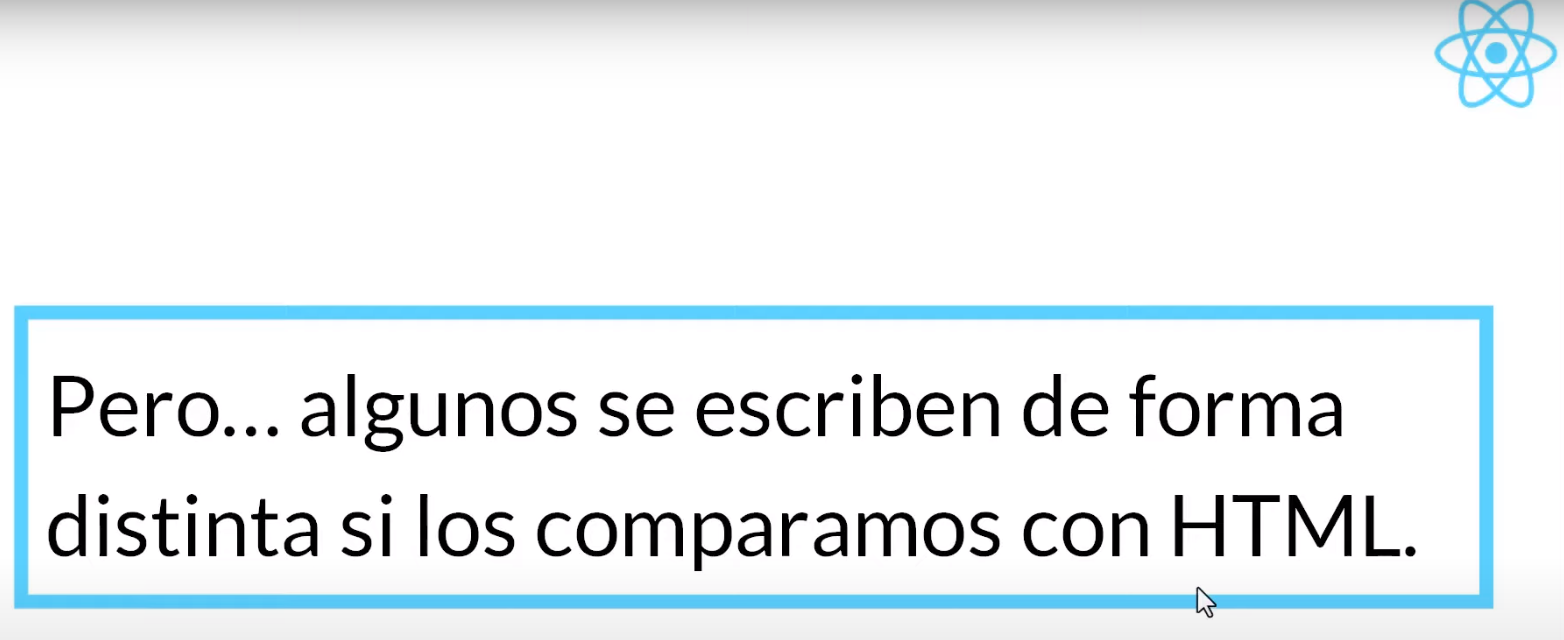 Pero... algunos se escriben de forma
distinta si los comparamos con HTML.